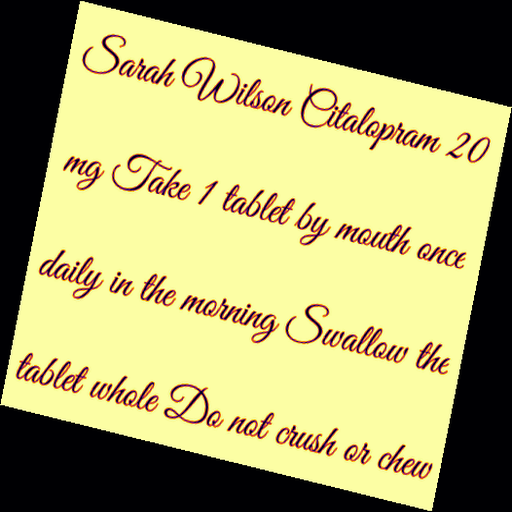 Sarah Wilson Citalopram 20
mg Take 1 tablet by mouth once
daily in the morning Swallow the
tablet whole Do not crush or chew